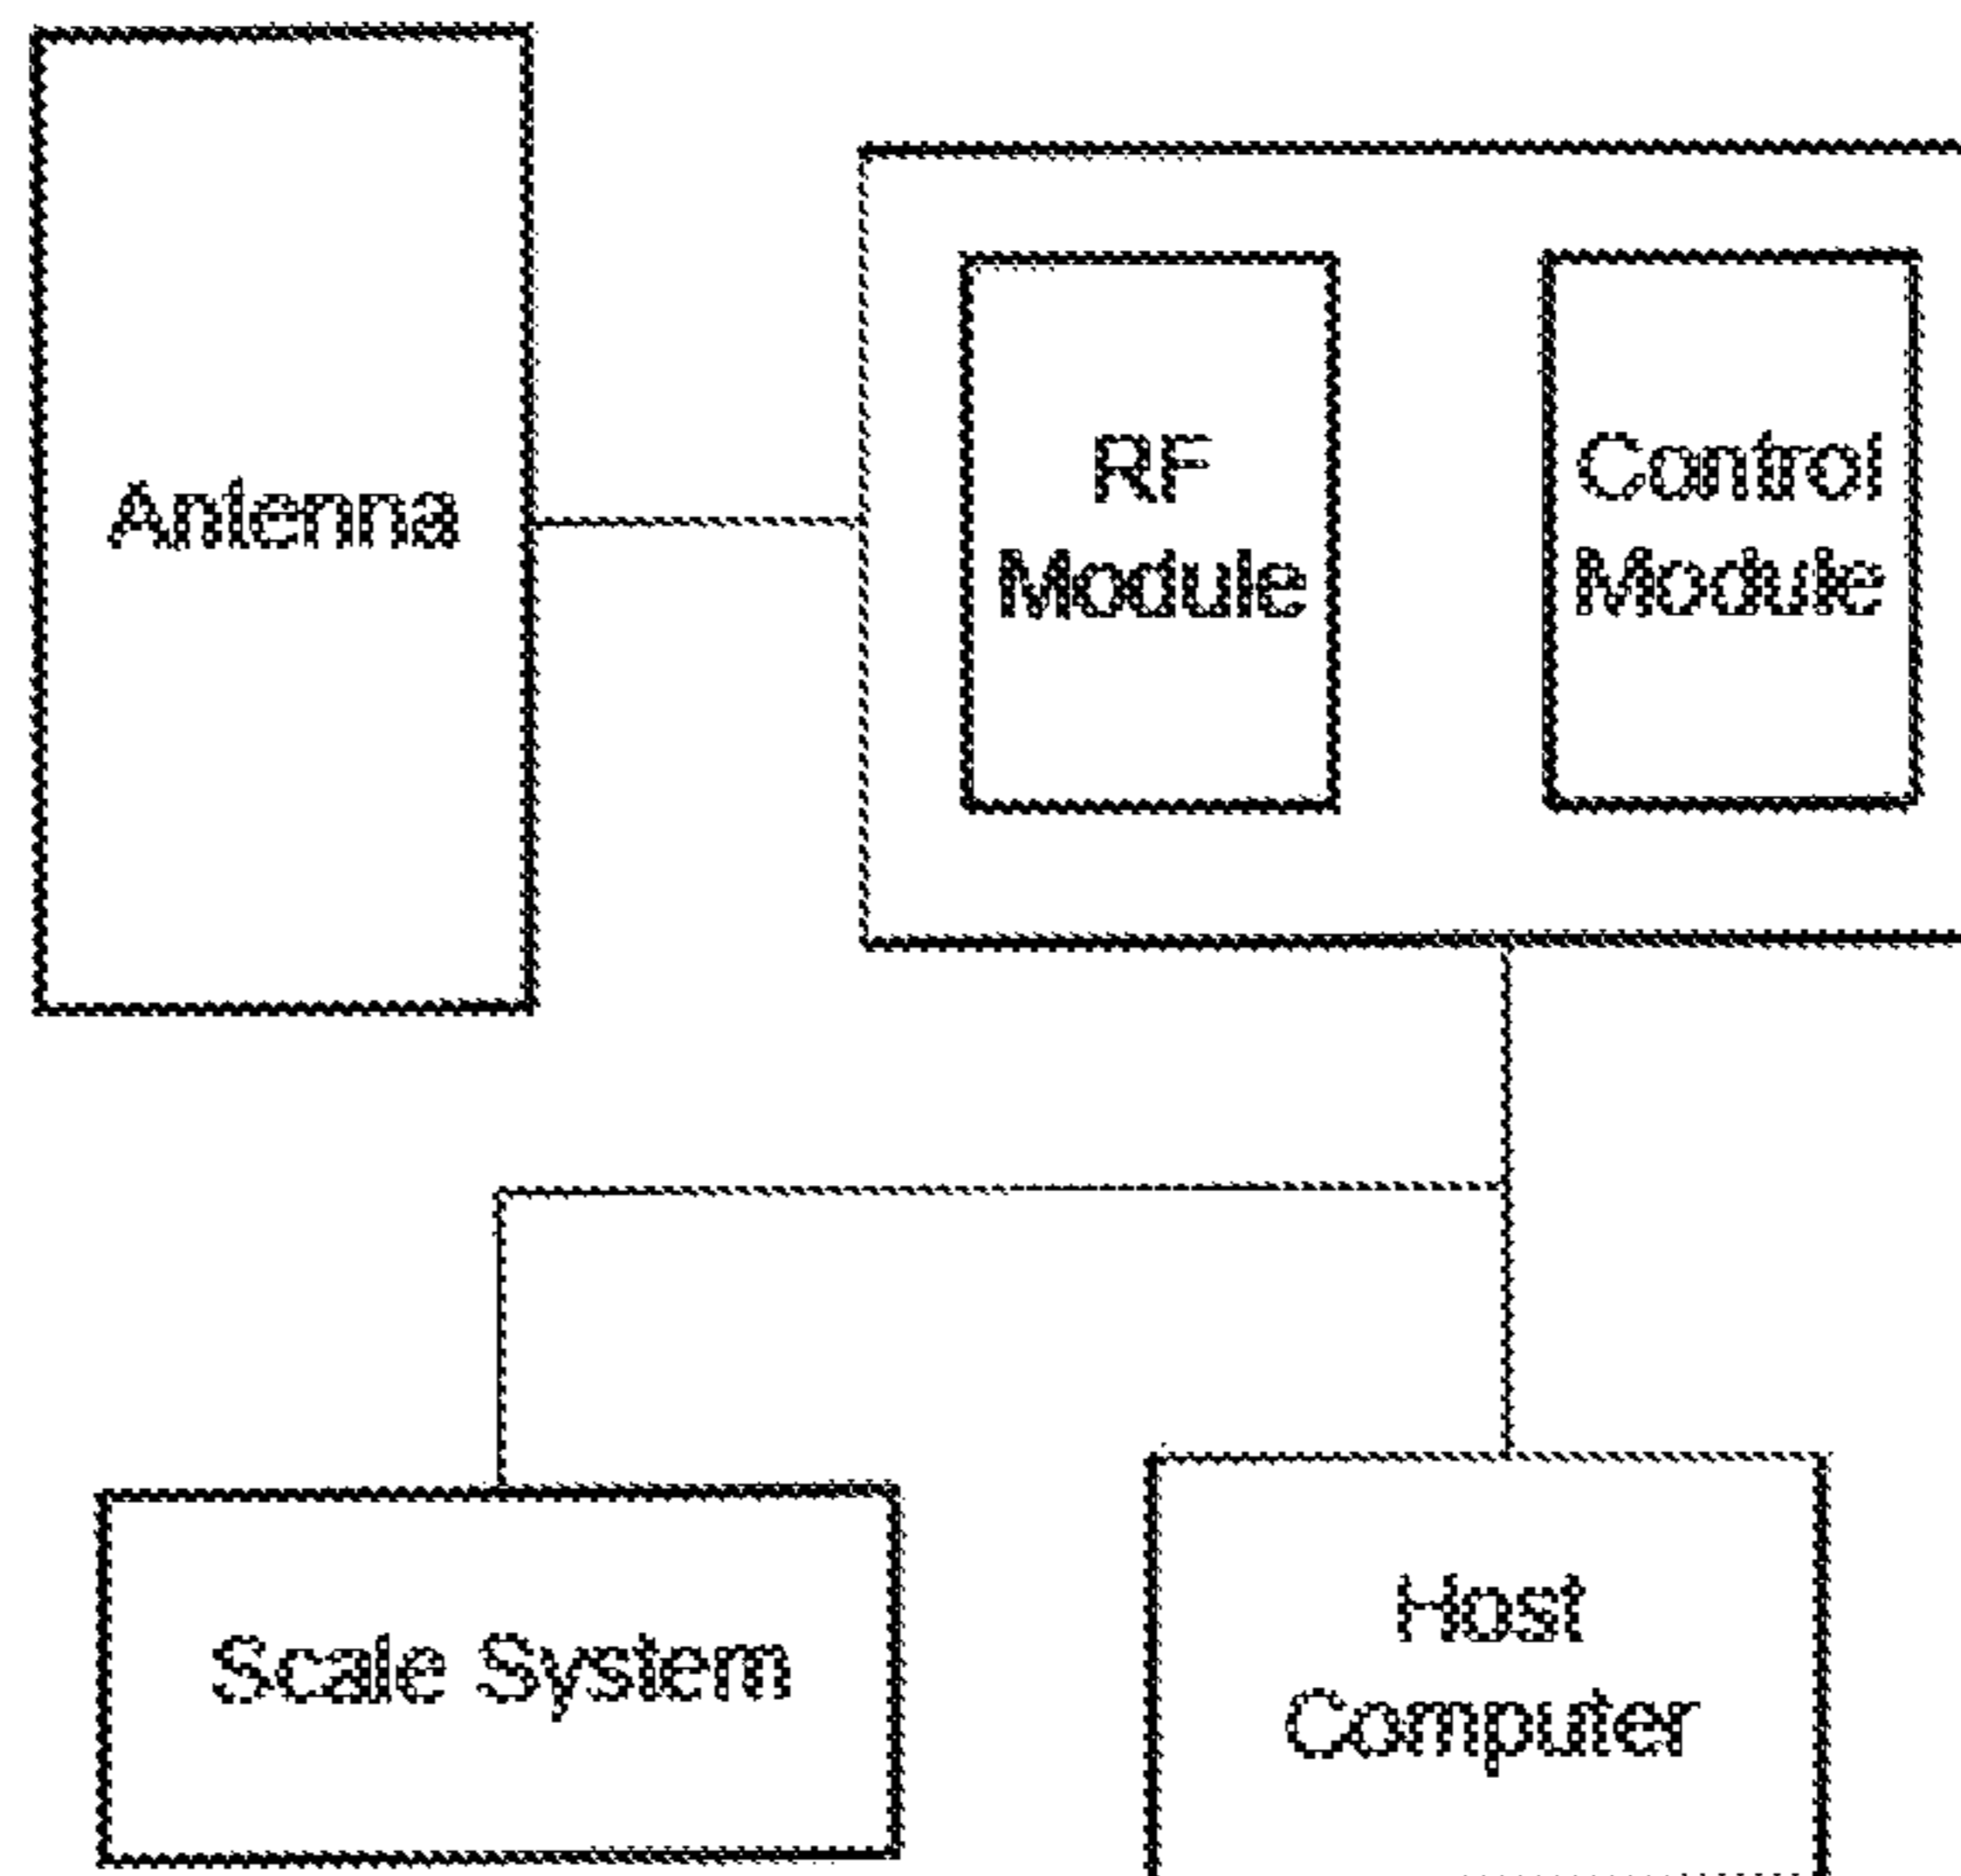 Antenna
RF
Module
Control
Module
Scale System
Host
Computer